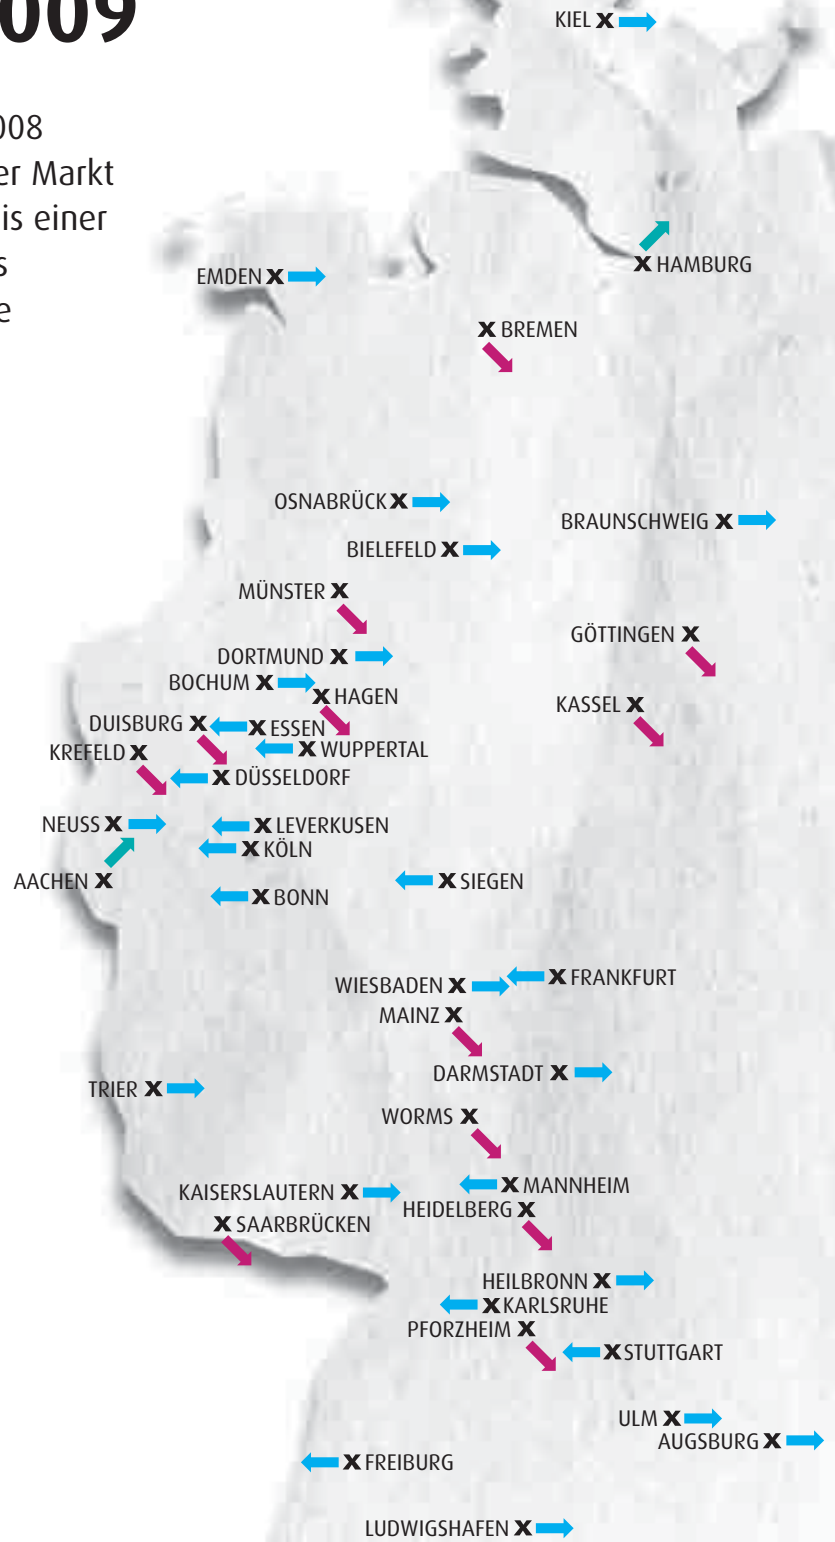 009
008
er Markt
is einer
s
e
KIEL X
X HAMBURG
EMDEN X
X BREMEN
OSNABRÜCK X
BRAUNSCHWEIG X
BIELEFELD X
MÜNSTER X
GÖTTINGEN X
DORTMUND X
BOCHUM X
X HAGEN
KASSEL X
DUISBURG X
X ESSEN
KREFELD X
X WUPPERTAL
X DÜSSELDORF
NEUSS X
X LEVERKUSEN
X KÖLN
AACHEN X
X SIEGEN
X BONN
WIESBADEN X
X FRANKFURT
MAINZ X
DARMSTADT X
TRIER X
WORMS X
KAISERSLAUTERN X
X MANNHEIM
HEIDELBERG X
X SAARBRÜCKEN
HEILBRONN X
X KARLSRUHE
PFORZHEIM X
X STUTTGART
ULM X
AUGSBURG X
X FREIBURG
LUDWIGSHAFEN X